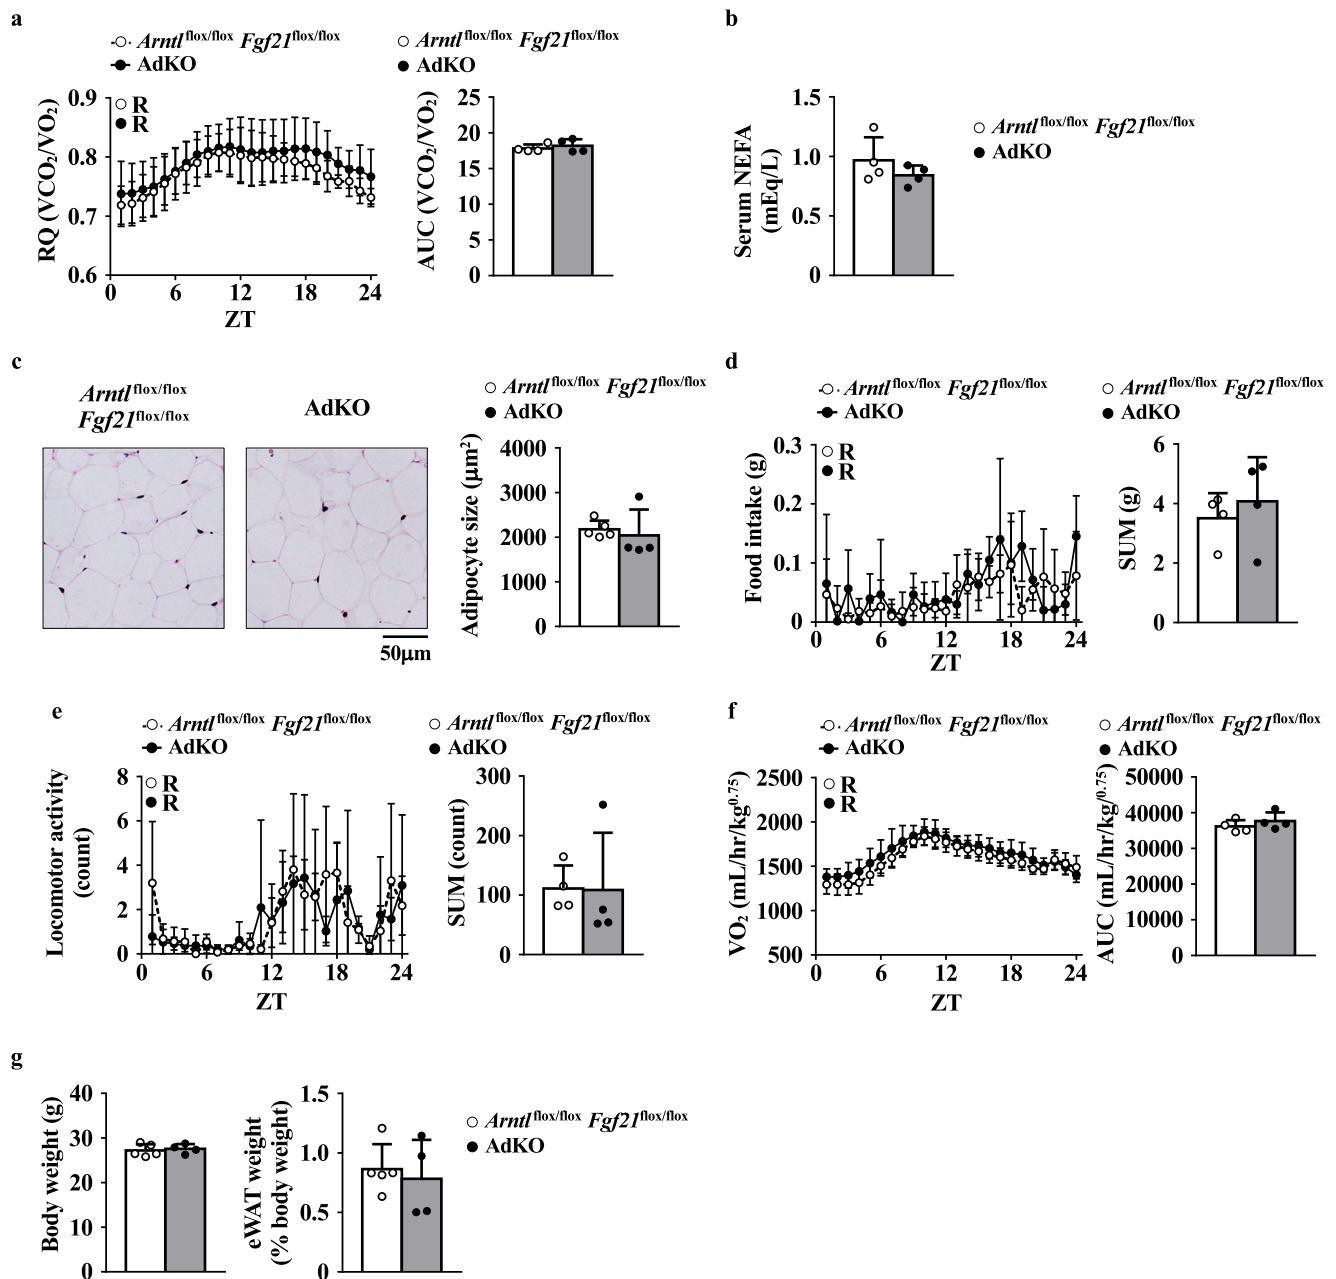 a
Arntl flox/flox Fgf21 flox/flox
AdKO
Arntl flox/flox Fgf21 flox/flox
AdKO
R
R
RQ (VCO2/VO2)
0.9
0.8
0.7
0.6
0 6 12 18 24
ZT
AUC (VCO2/VO2)
25
20
15
10
5
0
b
Serum NEFA
(mEq/L)
1.5
1.0
0.5
0
Arntl flox/flox Fgf21 flox/flox
AdKO
c
Arntl flox/flox
Fgf21 flox/flox
AdKO
50μm
Arntl flox/flox Fgf21 flox/flox
AdKO
Adipocyte size (μm2)
4000
3000
2000
1000
0
d
Arntl flox/flox Fgf21 flox/flox
AdKO
R
R
Food intake (g)
0.3
0.2
0.1
0
0 6 12 18 24
ZT
Arntl flox/flox Fgf21 flox/flox
AdKO
SUM (g)
6
4
2
0
e
Arntl flox/flox Fgf21 flox/flox
AdKO
R
R
Locomotor activity
(count)
8
6
4
2
0
0 6 12 18 24
ZT
Arntl flox/flox Fgf21 flox/flox
AdKO
SUM (count)
300
200
100
0
f
Arntl flox/flox Fgf21 flox/flox
AdKO
R
R
VO2 (mL/hr/kg0.75)
2500
2000
1500
1000
500
0 6 12 18 24
ZT
Arntl flox/flox Fgf21 flox/flox
AdKO
AUC (mL/hr/kg/0.75)
50000
40000
30000
20000
10000
0
g
Body weight (g)
40
30
20
10
0
eWAT weight
(% body weight)
1.5
1.0
0.5
0
Arntl flox/flox Fgf21 flox/flox
AdKO